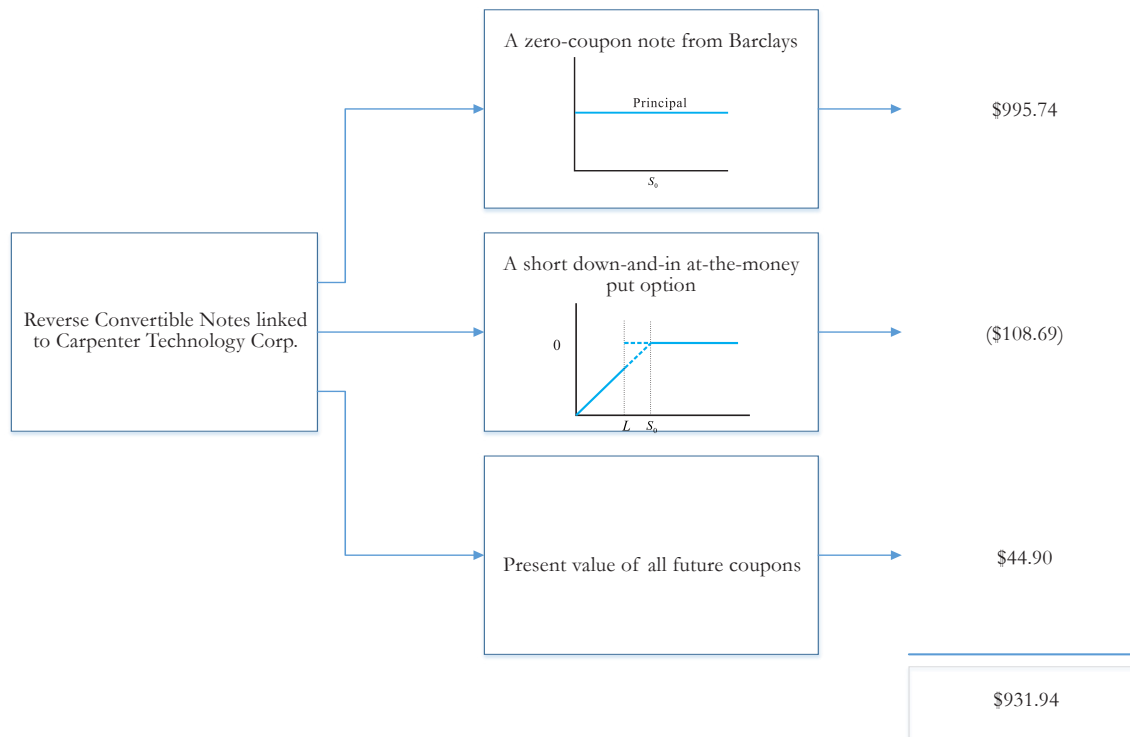 A zero-coupon note from Barclays
Principal
S₀
$995.74
Reverse Convertible Notes linked
to Carpenter Technology Corp.
A short down-and-in at-the-money
put option
0
L S₀
($108.69)
Present value of all future coupons
$44.90
$931.94